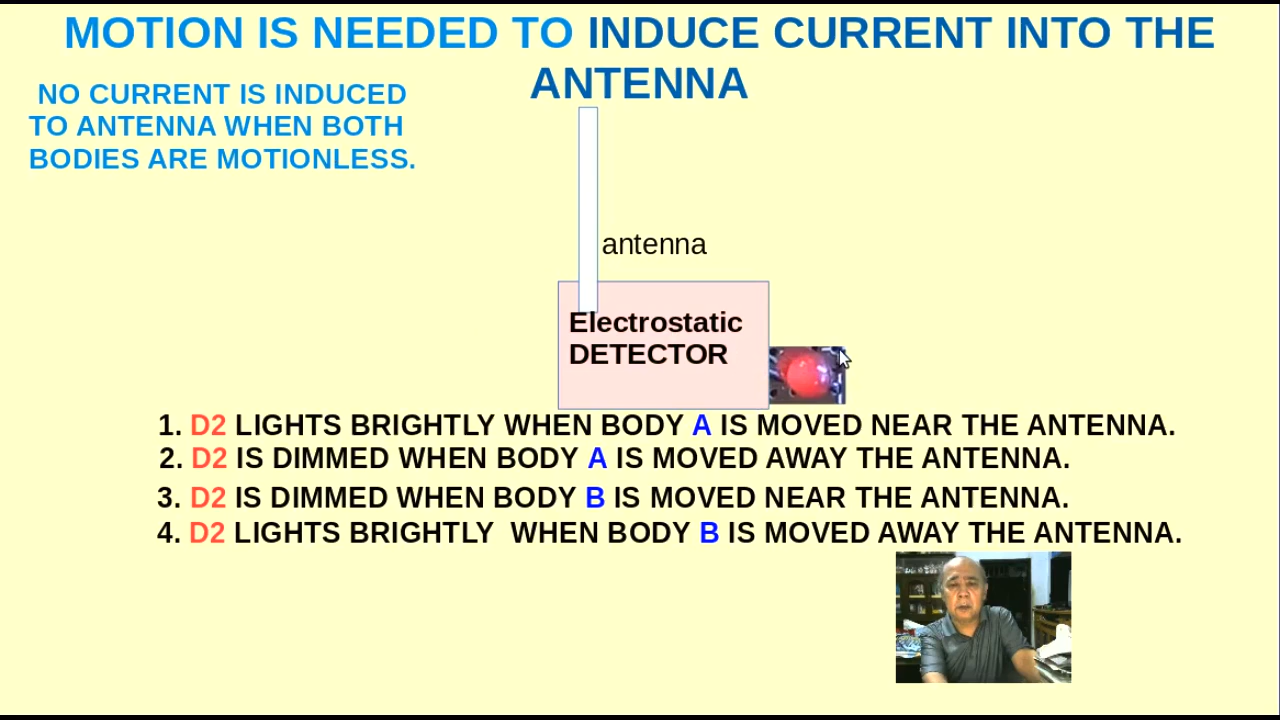 MOTION IS NEEDED TO INDUCE CURRENT INTO THE
ANTENNA
NO CURRENT IS INDUCED
TO ANTENNA WHEN BOTH
BODIES ARE MOTIONLESS.
antenna
Electrostatic
DETECTOR
1. D2 LIGHTS BRIGHTLY WHEN BODY A IS MOVED NEAR THE ANTENNA.
2. D2 IS DIMMED WHEN BODY A IS MOVED AWAY THE ANTENNA.
3. D2 IS DIMMED WHEN BODY B IS MOVED NEAR THE ANTENNA.
4. D2 LIGHTS BRIGHTLY  WHEN BODY B IS MOVED AWAY THE ANTENNA.